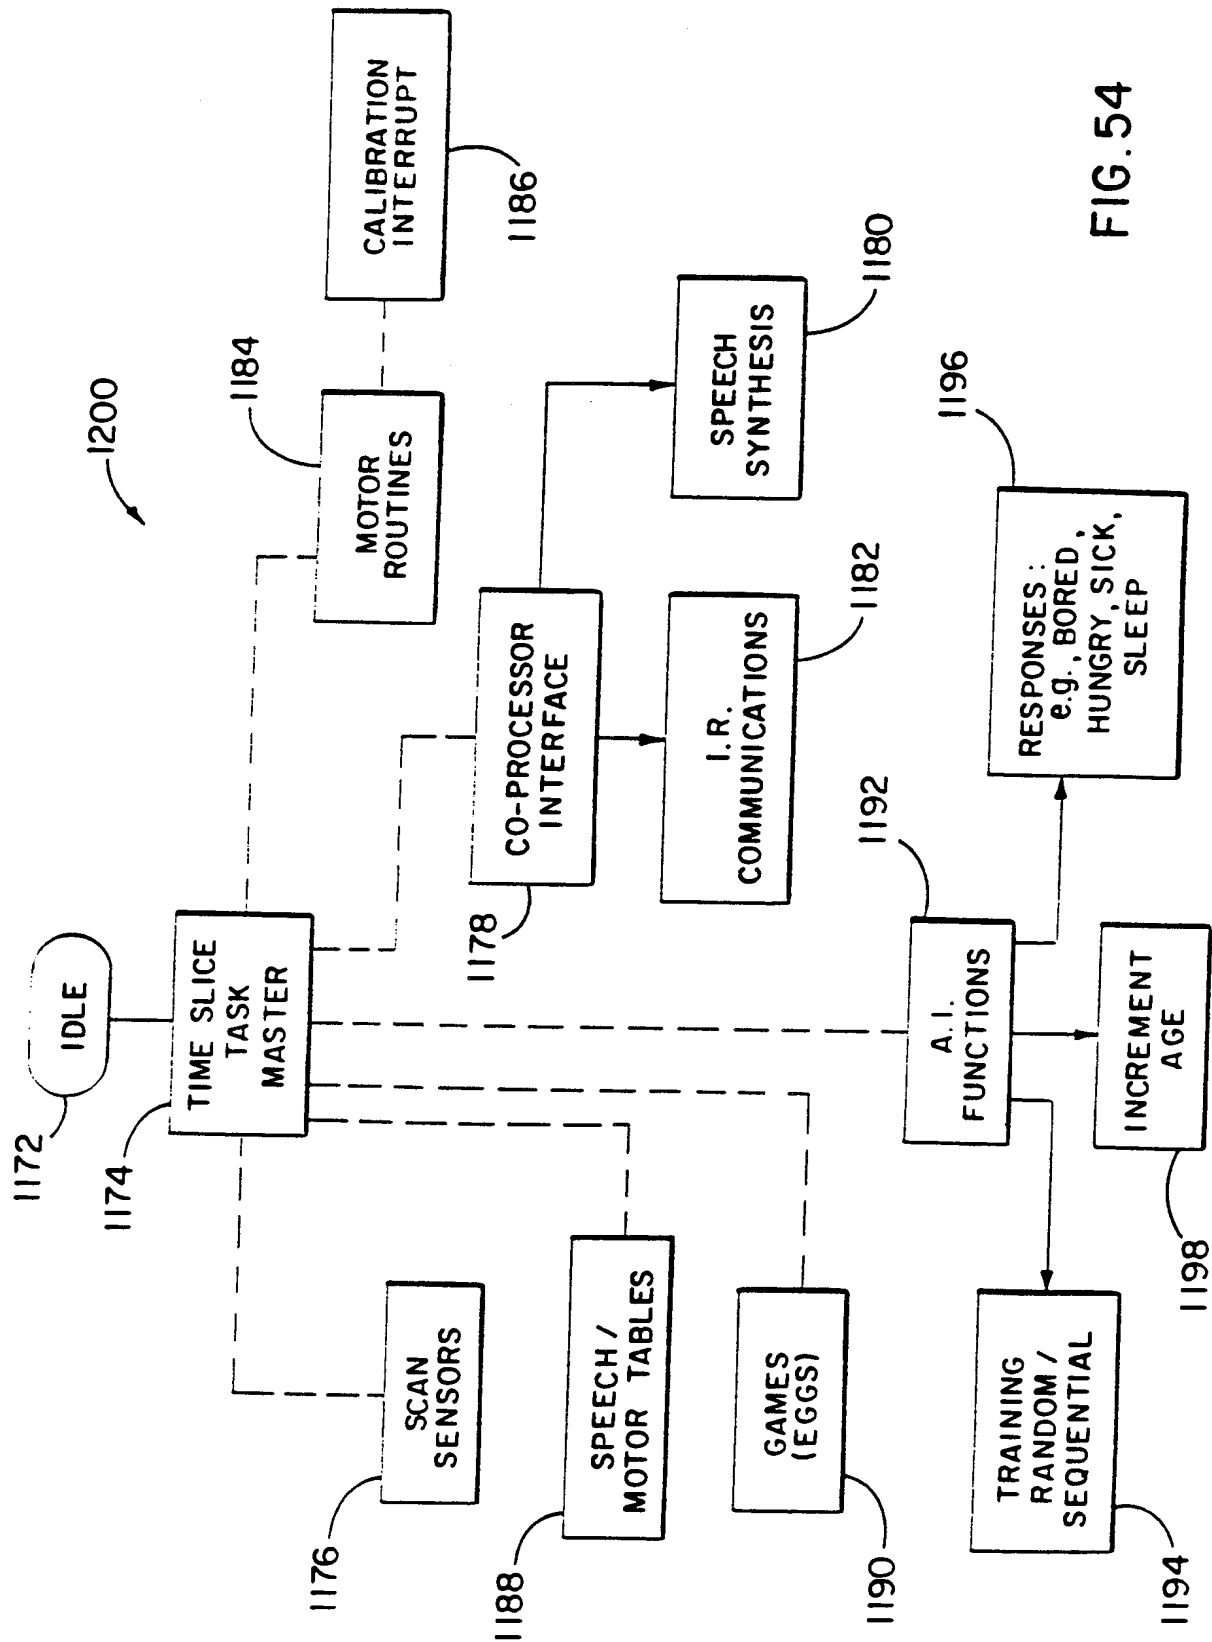 1172
IDLE
1174
TIME SLICE
TASK
MASTER
1200
1176
SCAN
SENSORS
1184
MOTOR
ROUTINES
CALIBRATION
INTERRUPT
1186
1188
SPEECH /
MOTOR TABLES
1178
CO-PROCESSOR
INTERFACE
1190
GAMES
(EGGS)
I.R.
COMMUNICATIONS
1182
SPEECH
SYNTHESIS
1180
1192
A.I.
FUNCTIONS
1194
TRAINING
RANDOM /
SEQUENTIAL
1198
INCREMENT
AGE
1196
RESPONSES:
e.g., BORED,
HUNGRY, SICK,
SLEEP
FIG. 54